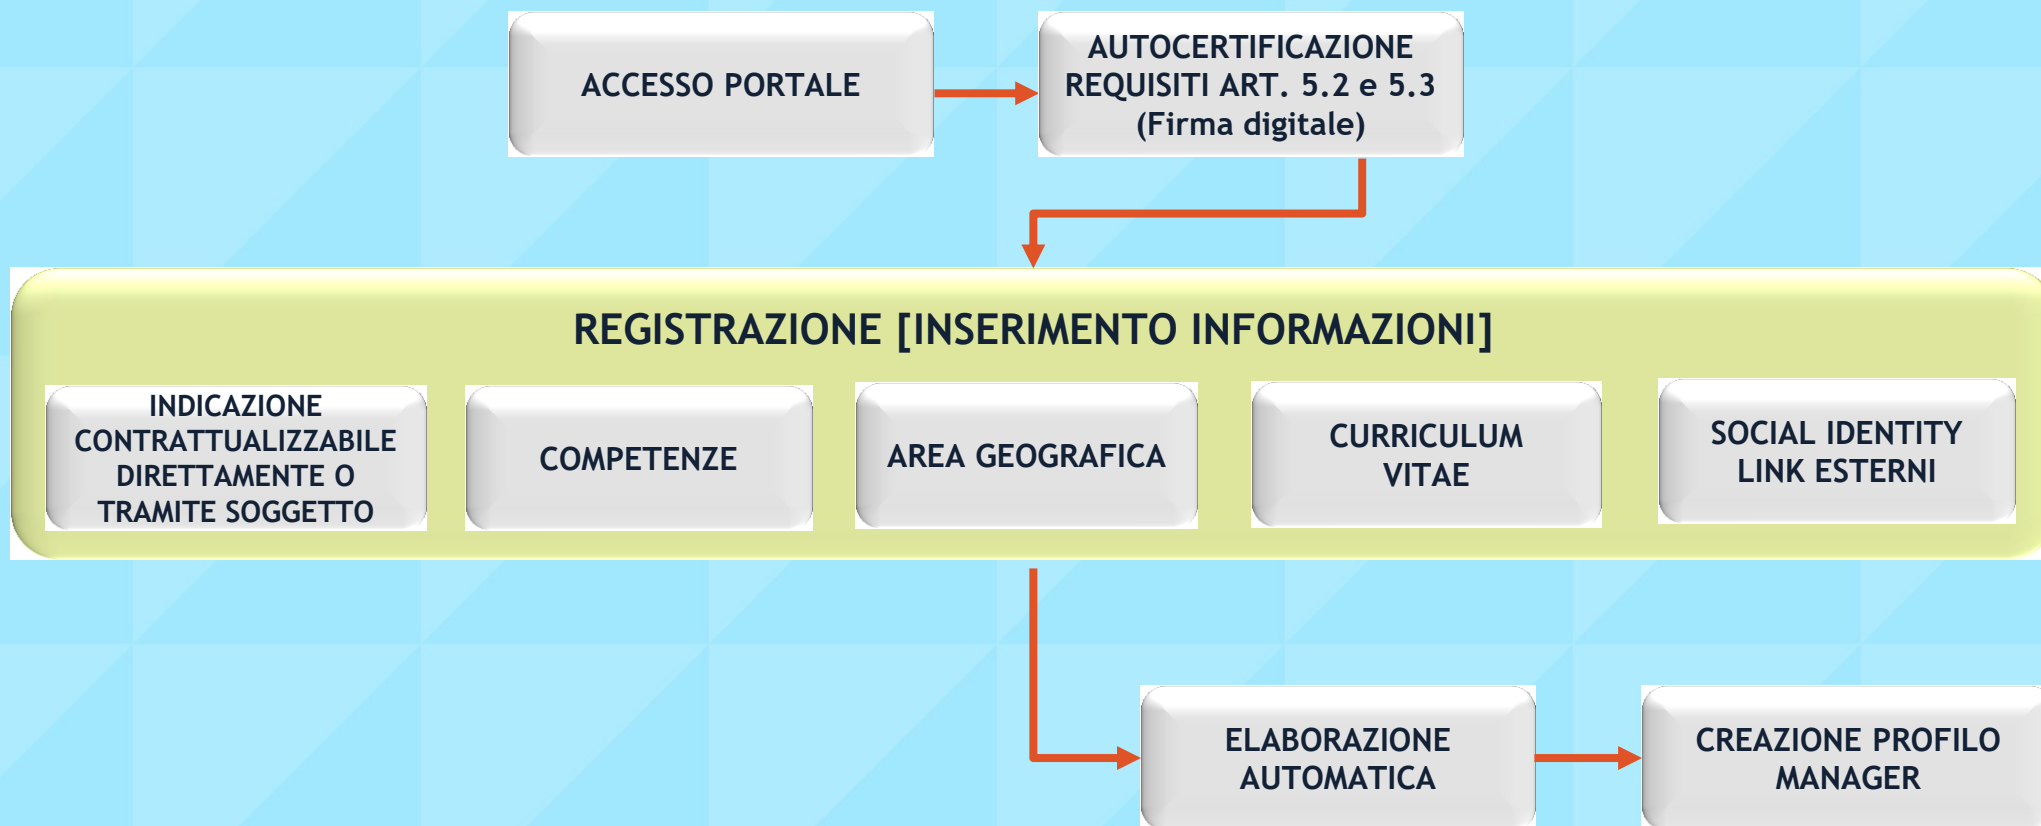 ACCESSO PORTALE
AUTOCERTIFICAZIONE
REQUISITI ART. 5.2 e 5.3
(Firma digitale)
REGISTRAZIONE [INSERIMENTO INFORMAZIONI]
INDICAZIONE
CONTRATTUALIZZABILE
DIRETTAMENTE O
TRAMITE SOGGETTO
COMPETENZE
AREA GEOGRAFICA
CURRICULUM
VITAE
SOCIAL IDENTITY
LINK ESTERNI
ELABORAZIONE
AUTOMATICA
CREAZIONE PROFILO
MANAGER